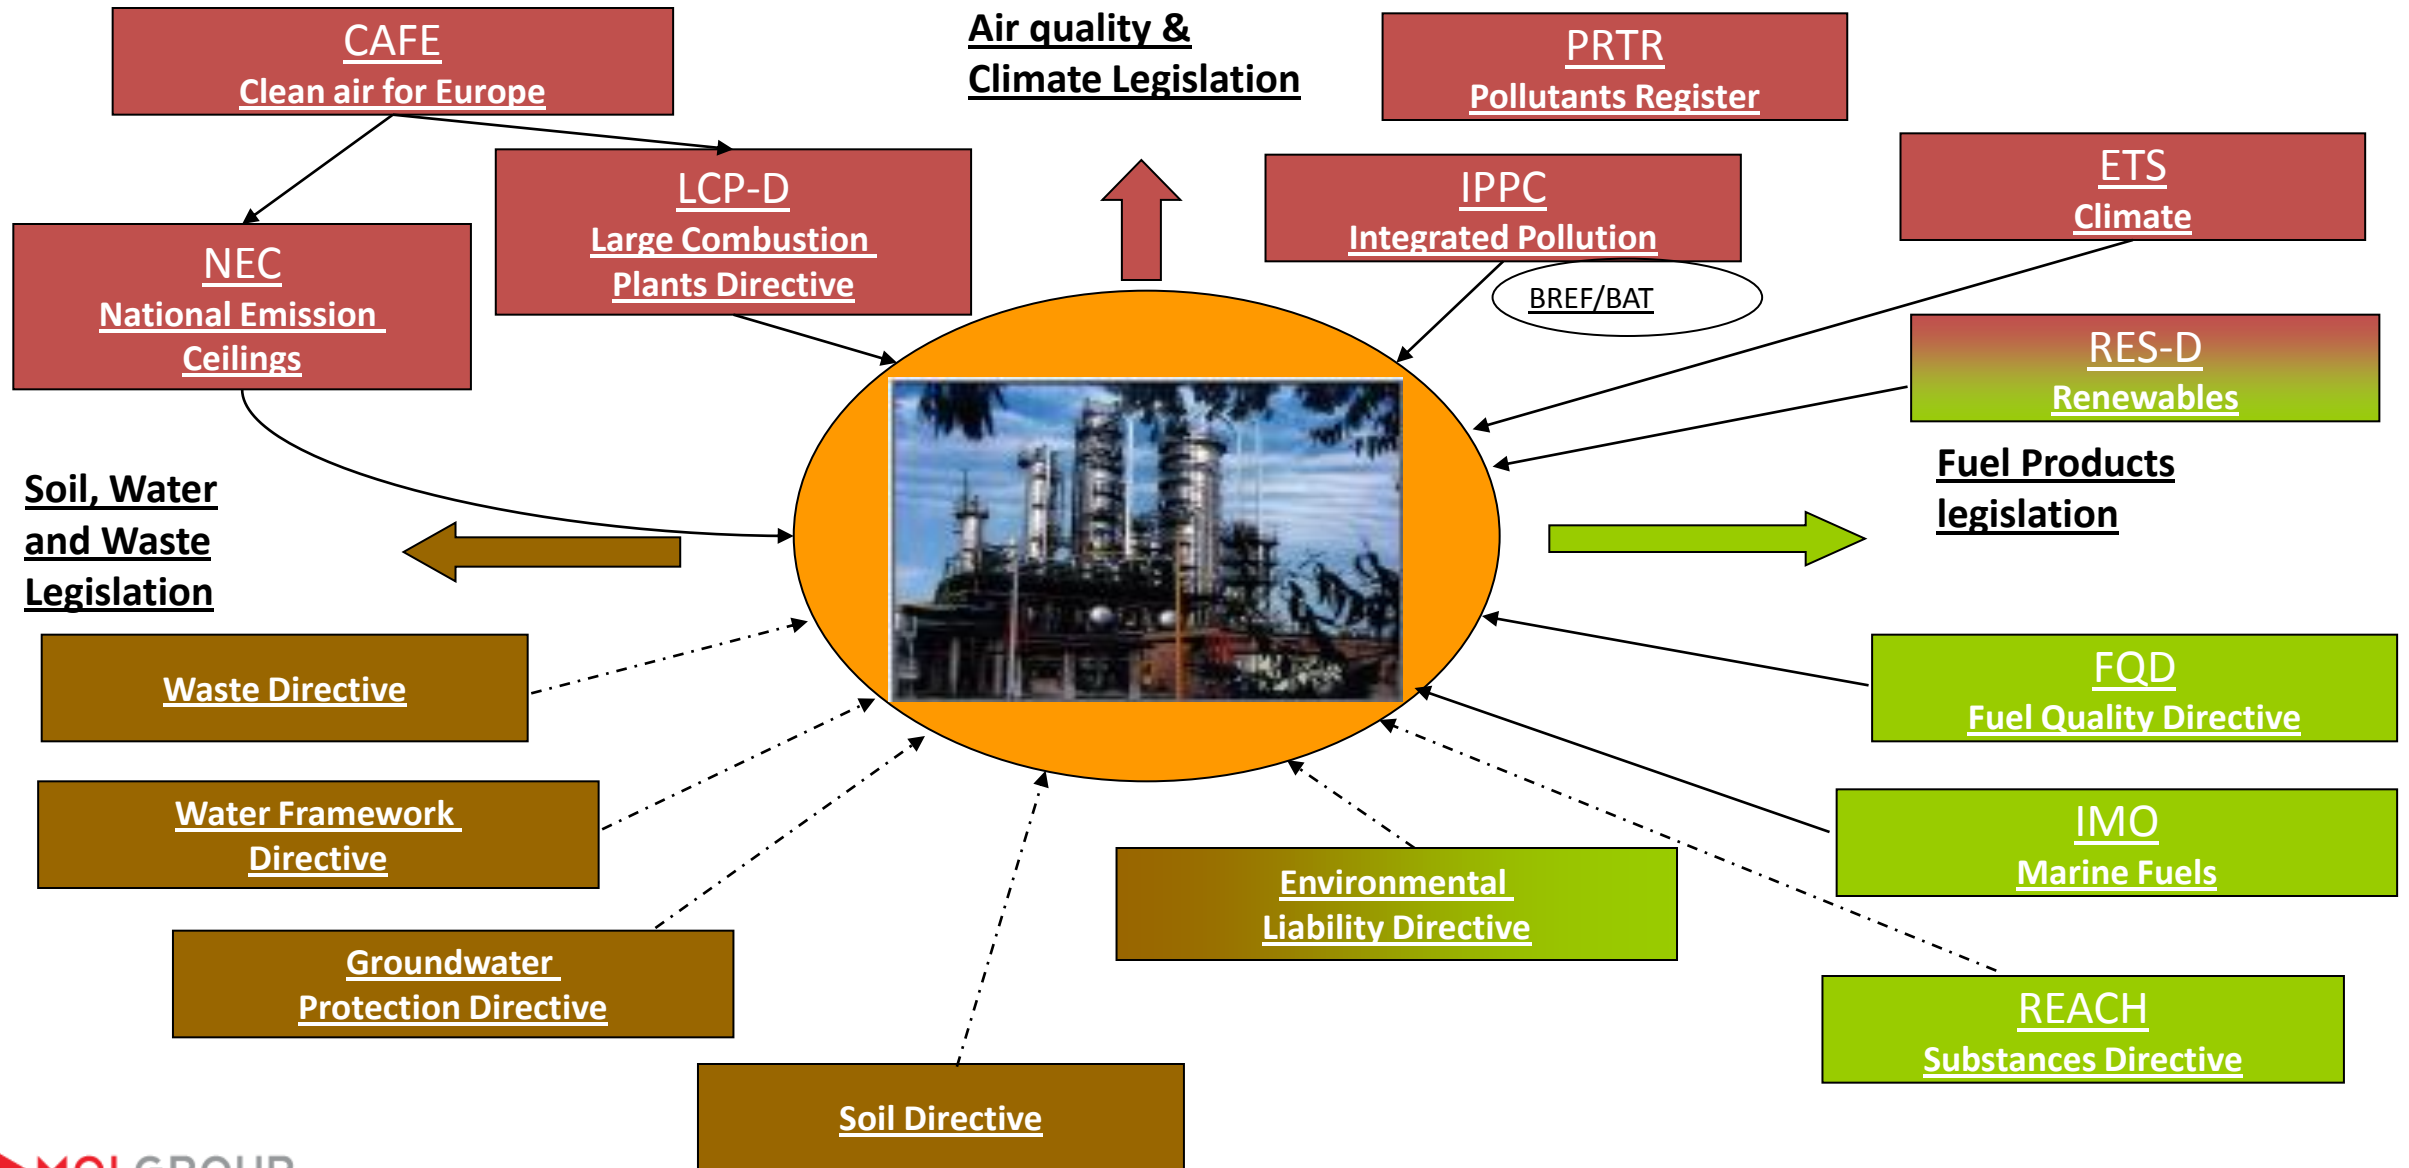 CAFE
Clean air for Europe
Air quality &
Climate Legislation
PRTR
Pollutants Register
LCP-D
Large Combustion
Plants Directive
IPPC
Integrated Pollution
BREF/BAT
ETS
Climate
NEC
National Emission
Ceilings
RES-D
Renewables
Soil, Water
and Waste
Legislation
Fuel Products
legislation
Waste Directive
FQD
Fuel Quality Directive
Water Framework
Directive
IMO
Marine Fuels
Environmental
Liability Directive
Groundwater
Protection Directive
REACH
Substances Directive
Soil Directive
MOLGROUP